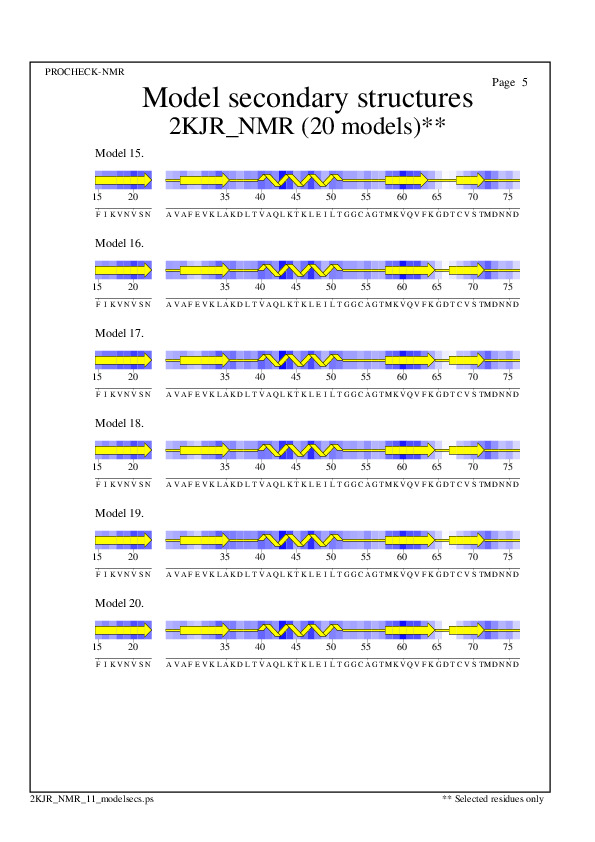 PROCHECK-NMR
Page 5
Model secondary structures
2KJR_NMR (20 models)**
Model 15.
15 20 35 40 45 50 55 60 65 70 75
F I K V N V S N A V A F E V K L A K D L T V A Q L K T K L E I L T G G C A G T M K V Q V F K G D T C V S T M D N N D
Model 16.
15 20 35 40 45 50 55 60 65 70 75
F I K V N V S N A V A F E V K L A K D L T V A Q L K T K L E I L T G G C A G T M K V Q V F K G D T C V S T M D N N D
Model 17.
15 20 35 40 45 50 55 60 65 70 75
F I K V N V S N A V A F E V K L A K D L T V A Q L K T K L E I L T G G C A G T M K V Q V F K G D T C V S T M D N N D
Model 18.
15 20 35 40 45 50 55 60 65 70 75
F I K V N V S N A V A F E V K L A K D L T V A Q L K T K L E I L T G G C A G T M K V Q V F K G D T C V S T M D N N D
Model 19.
15 20 35 40 45 50 55 60 65 70 75
F I K V N V S N A V A F E V K L A K D L T V A Q L K T K L E I L T G G C A G T M K V Q V F K G D T C V S T M D N N D
Model 20.
15 20 35 40 45 50 55 60 65 70 75
F I K V N V S N A V A F E V K L A K D L T V A Q L K T K L E I L T G G C A G T M K V Q V F K G D T C V S T M D N N D
2KJR_NMR_11_modelsecs.ps
** Selected residues only